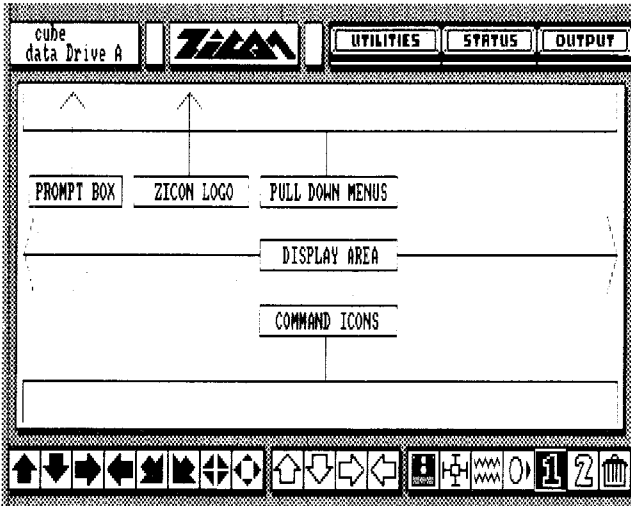 cube
data Drive A
Zicon
UTILITIES STATUS OUTPUT
PROMPT BOX ZICON LOGO PULL DOWN MENUS
DISPLAY AREA
COMMAND ICONS
1 2